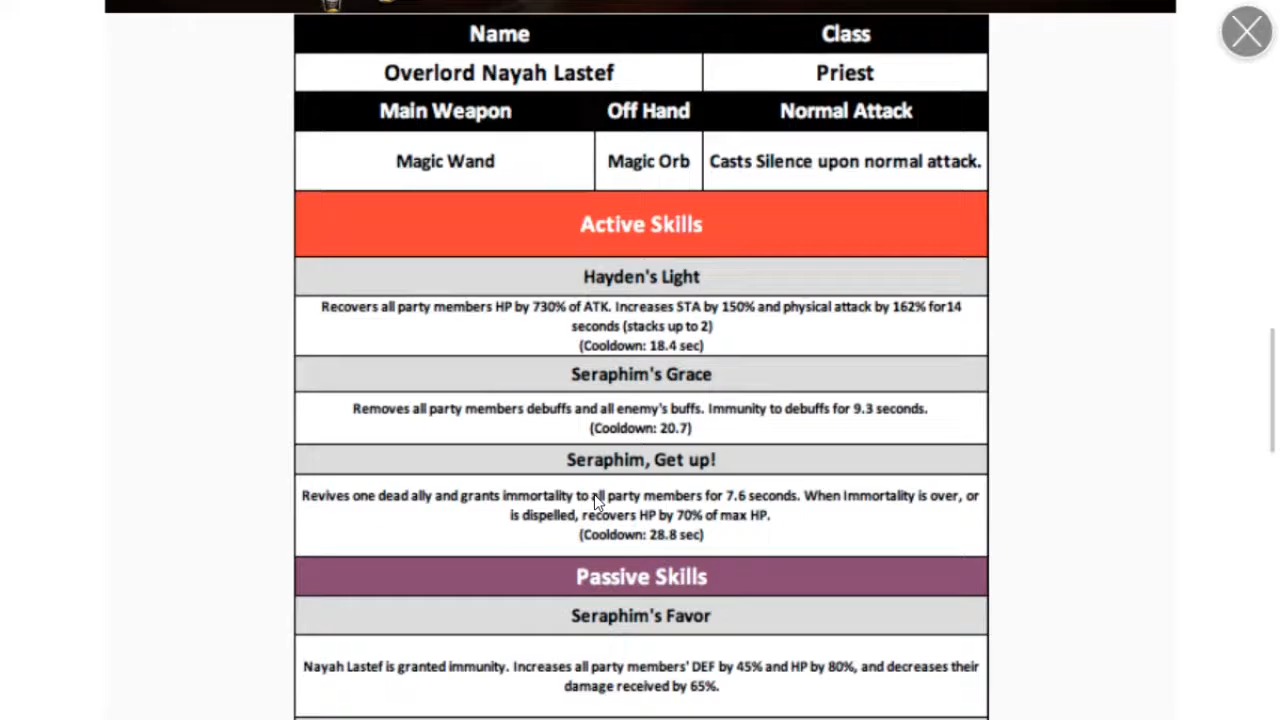 Name Class
Overlord Nayah Lastef Priest
Main Weapon Off Hand Normal Attack
Magic Wand Magic Orb Casts Silence upon normal attack.
Active Skills
Hayden's Light
Recovers all party members HP by 730% of ATK. Increases STA by 150% and physical attack by 162% for14
seconds (stacks up to 2)
(Cooldown: 18.4 sec)
Seraphim's Grace
Removes all party members debuffs and all enemy's buffs. Immunity to debuffs for 9.3 seconds.
(Cooldown: 20.7)
Seraphim, Get up!
Revives one dead ally and grants immortality to all party members for 7.6 seconds. When Immortality is over, or
is dispelled, recovers HP by 70% of max HP.
(Cooldown: 28.8 sec)
Passive Skills
Seraphim's Favor
Nayah Lastef is granted immunity. Increases all party members' DEF by 45% and HP by 80%, and decreases their
damage received by 65%.